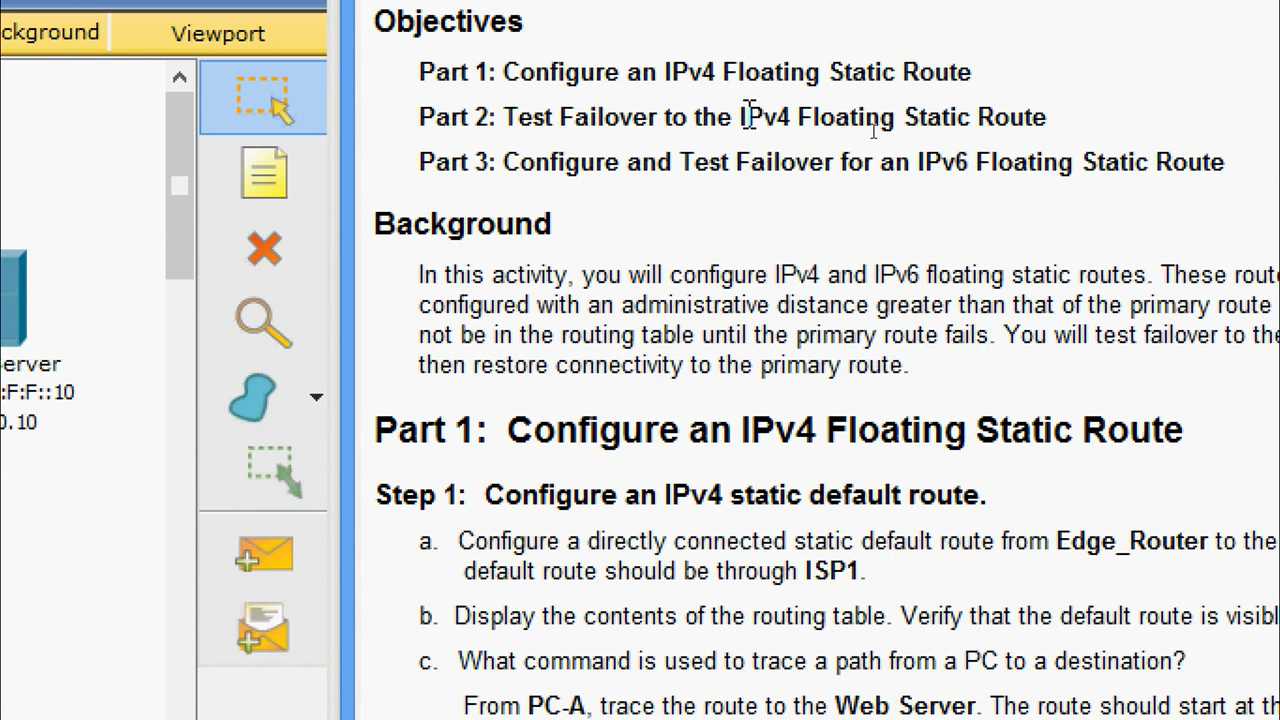 ckground
Viewport
erver
:F:F::10
0.10
Objectives
Part 1: Configure an IPv4 Floating Static Route
Part 2: Test Failover to the IPv4 Floating Static Route
Part 3: Configure and Test Failover for an IPv6 Floating Static Route
Background
In this activity, you will configure IPv4 and IPv6 floating static routes. These rout
configured with an administrative distance greater than that of the primary route
not be in the routing table until the primary route fails. You will test failover to the
then restore connectivity to the primary route.
Part 1: Configure an IPv4 Floating Static Route
Step 1: Configure an IPv4 static default route.
a. Configure a directly connected static default route from Edge_Router to the
default route should be through ISP1.
b. Display the contents of the routing table. Verify that the default route is visibl
c. What command is used to trace a path from a PC to a destination?
From PC-A, trace the route to the Web Server. The route should start at th